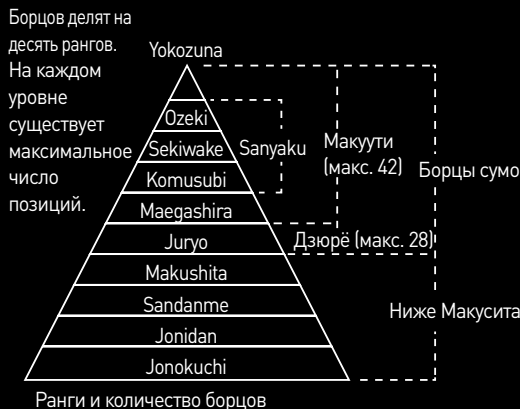 Борцов делят на
десять рангов.
На каждом
уровне
существует
максимальное
число
позиций.
Yokozuna
Ozeki
Sekiwake
Komusubi
Maegashira
Juryo
Makushita
Sandanme
Jonidan
Jonokuchi
Sanyaku
Макуути
(макс. 42)
Дзюрё (макс. 28)
Борцы сумо
Ниже Макусита
Ранги и количество борцов